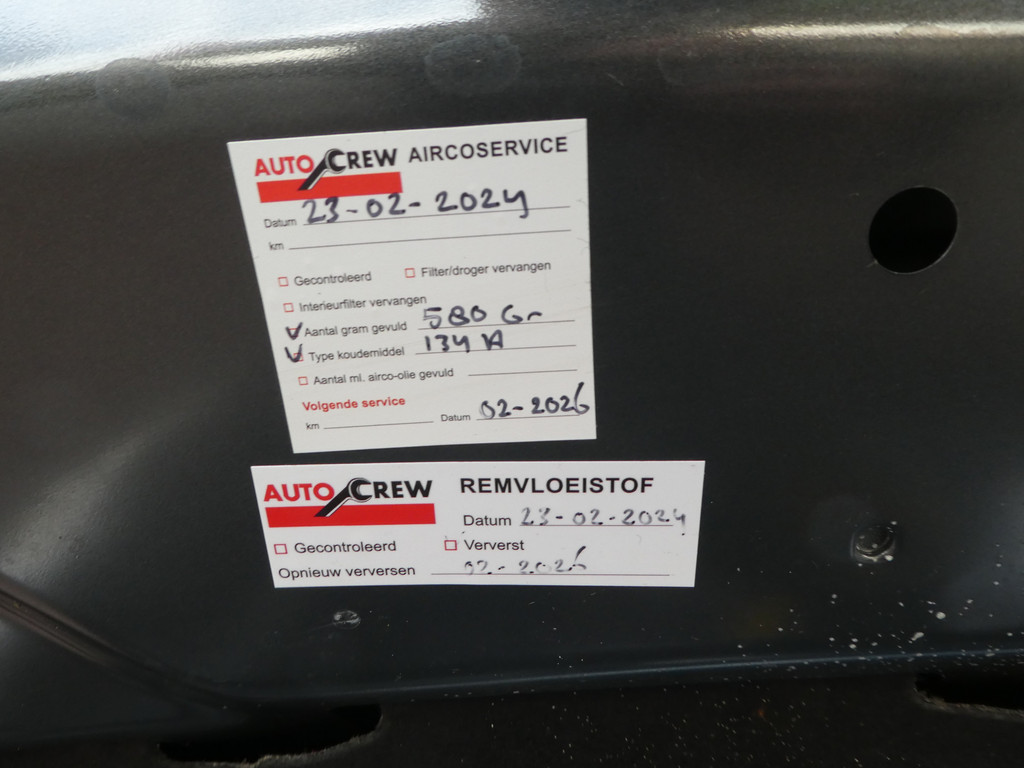 AUTO CREW AIRCOSERVICE
Datum 23-02-2024
km
Gecontroleerd Filter/droger vervangen
Interieurfilter vervangen
Aantal gram gevuld 580 Gr
Type koudemiddel 134 A
Aantal ml. airco-olie gevuld
Volgende service
km Datum 02-2026
AUTO CREW REMVLOEISTOF
Datum 23-02-2024
Gecontroleerd Ververst
Opnieuw verversen 02-2026